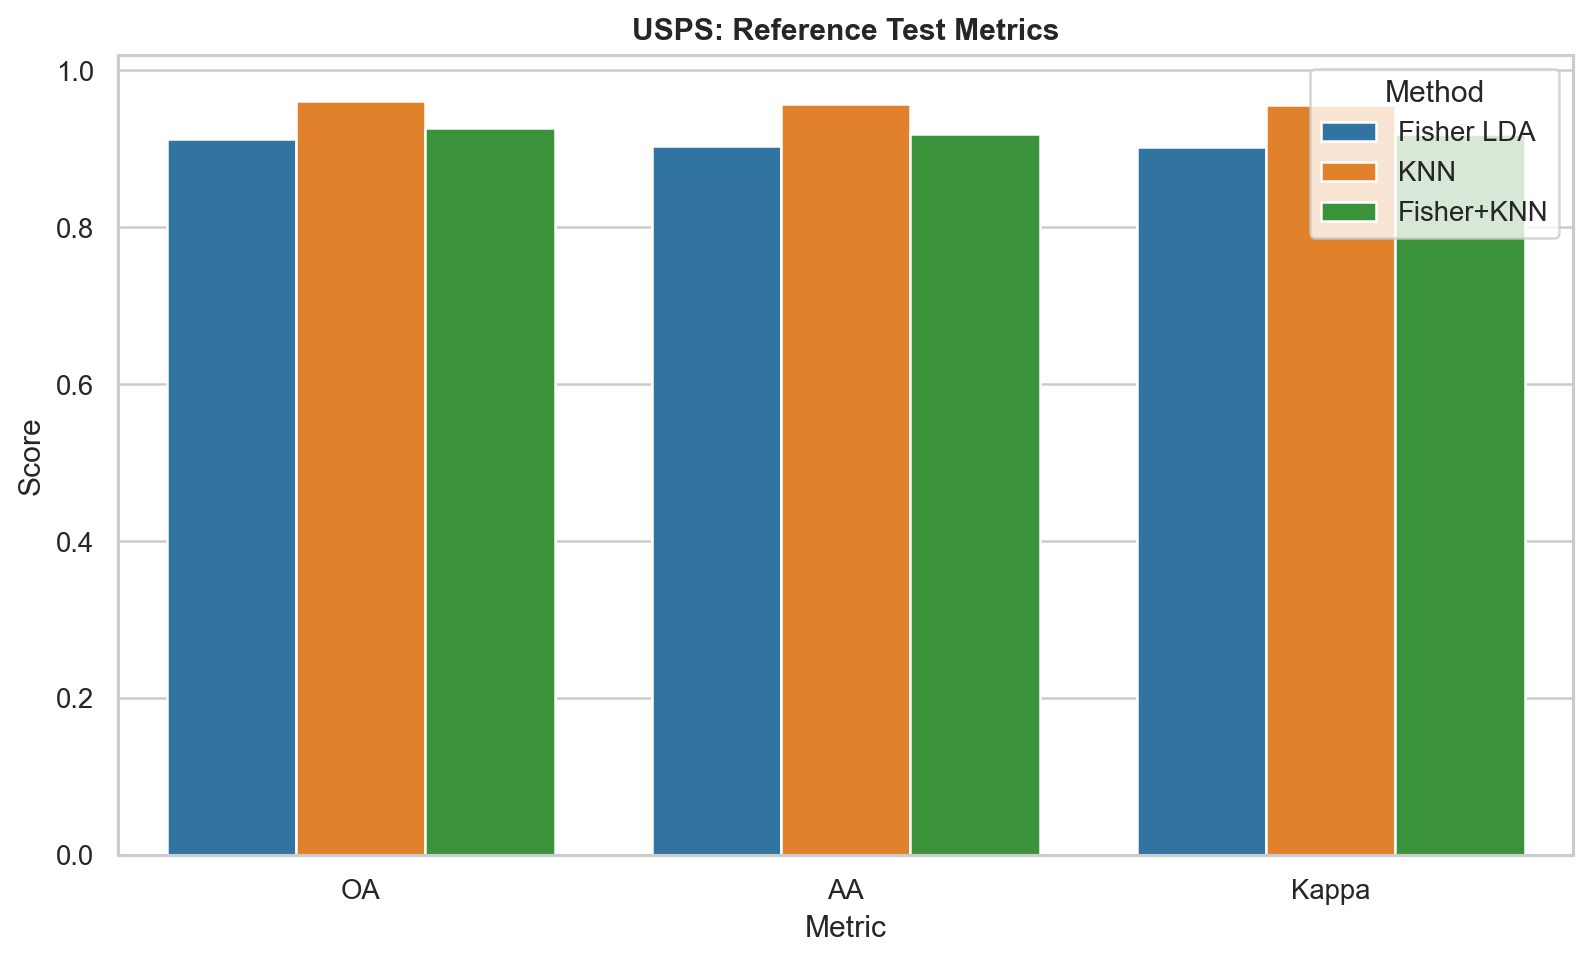 USPS: Reference Test Metrics
Score
1.0
0.8
0.6
0.4
0.2
0.0
Method
Fisher LDA
KNN
Fisher+KNN
OA
AA
Kappa
Metric